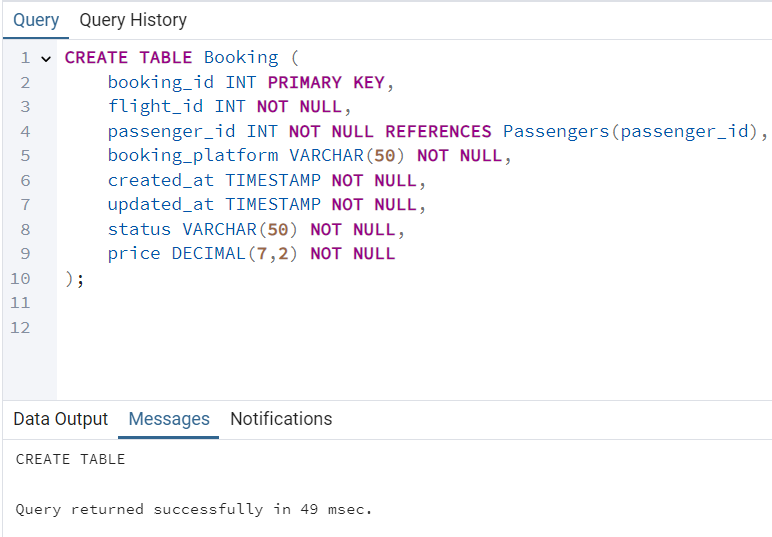 Query Query History
1 CREATE TABLE Booking (
2 booking_id INT PRIMARY KEY,
3 flight_id INT NOT NULL,
4 passenger_id INT NOT NULL REFERENCES Passengers(passenger_id),
5 booking_platform VARCHAR(50) NOT NULL,
6 created_at TIMESTAMP NOT NULL,
7 updated_at TIMESTAMP NOT NULL,
8 status VARCHAR(50) NOT NULL,
9 price DECIMAL(7,2) NOT NULL
10 );
11
12
Data Output Messages Notifications
CREATE TABLE
Query returned successfully in 49 msec.